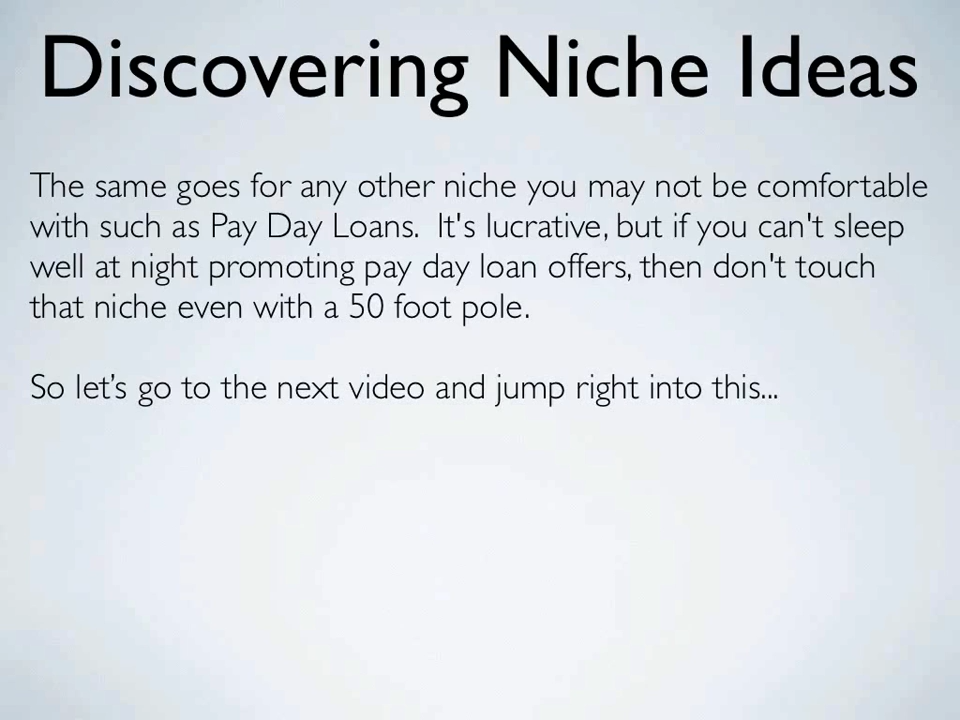 Discovering Niche Ideas
The same goes for any other niche you may not be comfortable
with such as Pay Day Loans.  It's lucrative, but if you can't sleep
well at night promoting pay day loan offers, then don't touch
that niche even with a 50 foot pole.
So let’s go to the next video and jump right into this...